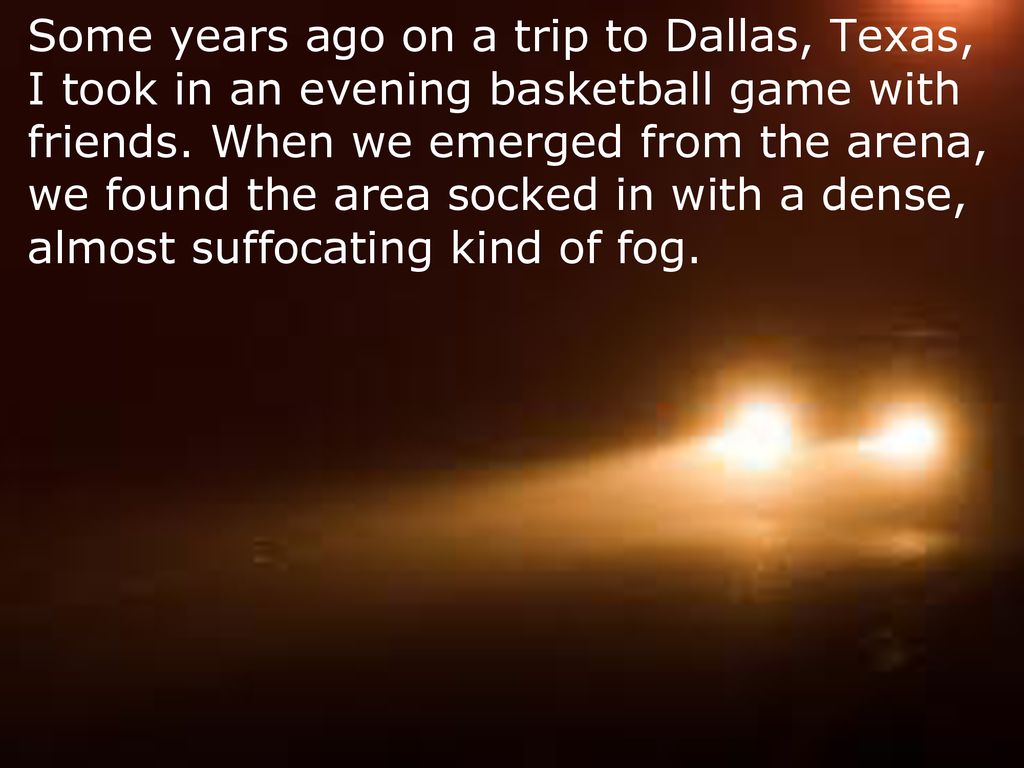 Some years ago on a trip to Dallas, Texas,
I took in an evening basketball game with
friends. When we emerged from the arena,
we found the area socked in with a dense,
almost suffocating kind of fog.